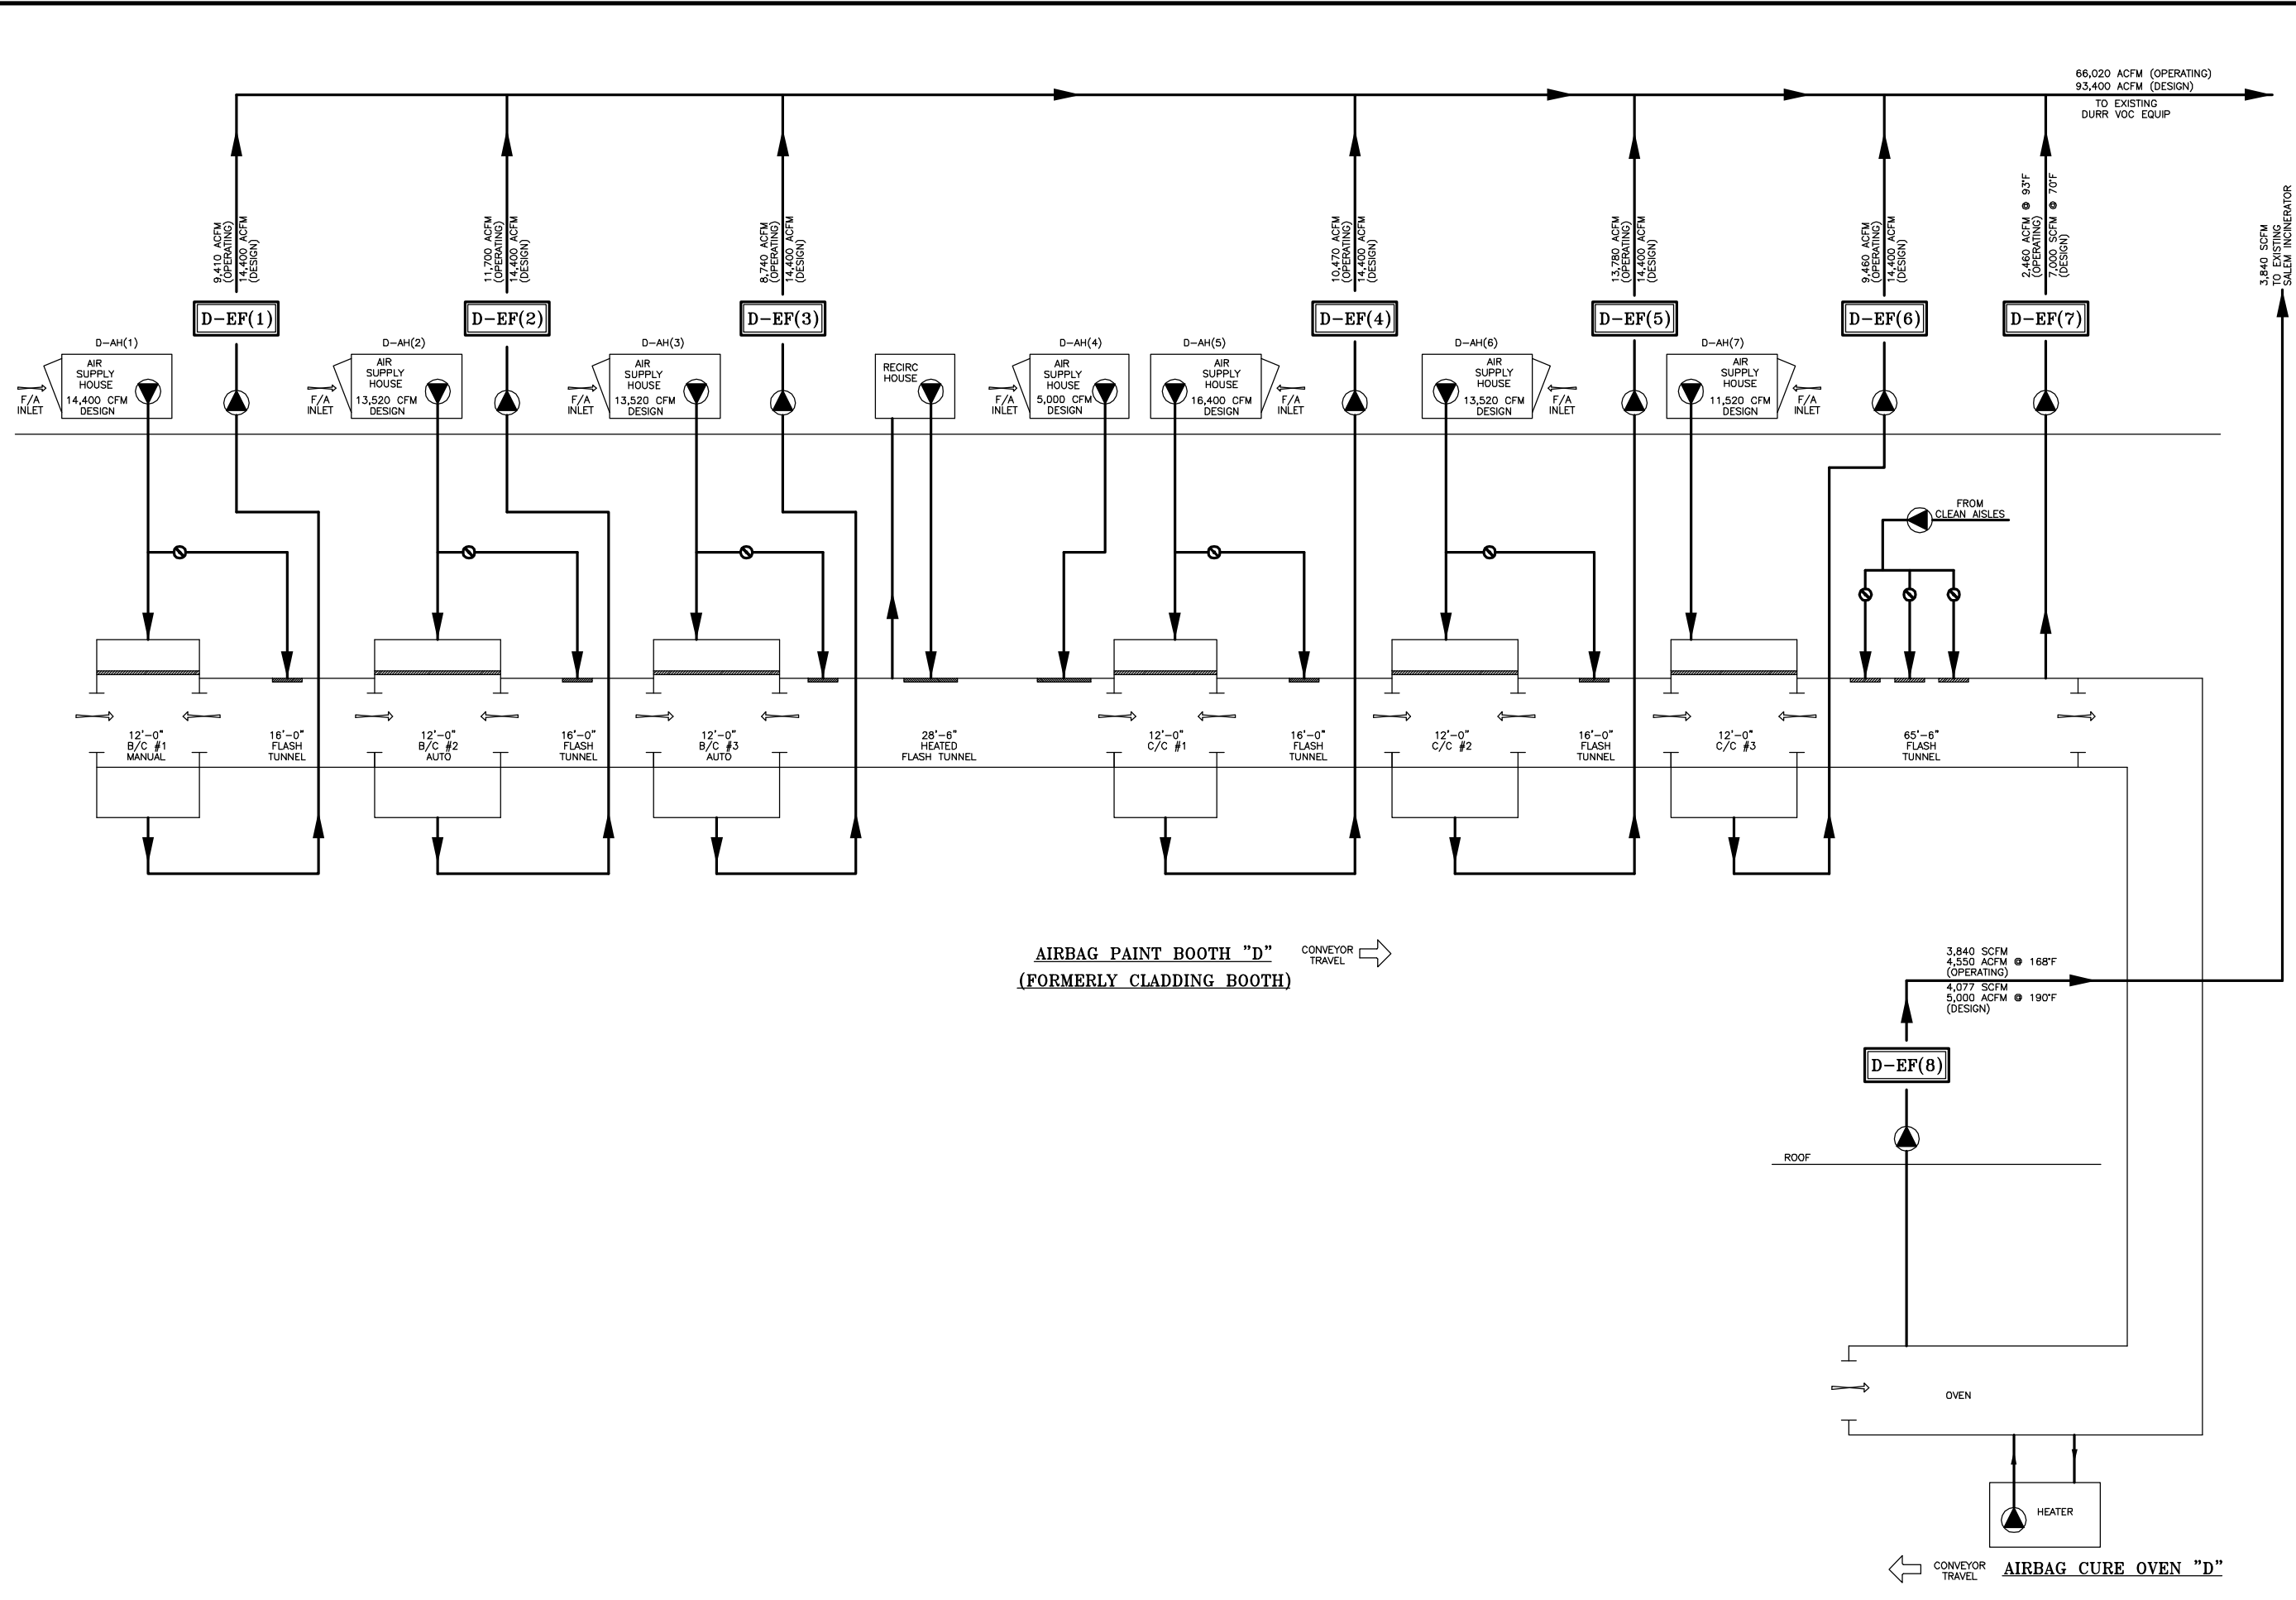 66,020 ACFM (OPERATING)
93,400 ACFM (DESIGN)
TO EXISTING
DURR VOC EQUIP
9,410 ACFM
(OPERATING)
14,400 ACFM
(DESIGN)
11,700 ACFM
(OPERATING)
14,400 ACFM
(DESIGN)
8,740 ACFM
(OPERATING)
14,400 ACFM
(DESIGN)
10,470 ACFM
(OPERATING)
14,400 ACFM
(DESIGN)
13,780 ACFM
(OPERATING)
14,400 ACFM
(DESIGN)
9,460 ACFM
(OPERATING)
14,400 ACFM
(DESIGN)
2,460 ACFM @ 93°F
(OPERATING)
7,000 SCFM @ 70°F
(DESIGN)
3,840 SCFM
TO EXISTING
SALEM INCINERATOR
D-EF(1)
D-EF(2)
D-EF(3)
D-EF(4)
D-EF(5)
D-EF(6)
D-EF(7)
D-AH(1)
AIR
SUPPLY
HOUSE
14,400 CFM
DESIGN
F/A
INLET
D-AH(2)
AIR
SUPPLY
HOUSE
13,520 CFM
DESIGN
F/A
INLET
D-AH(3)
AIR
SUPPLY
HOUSE
13,520 CFM
DESIGN
F/A
INLET
RECIRC
HOUSE
D-AH(4)
AIR
SUPPLY
HOUSE
5,000 CFM
DESIGN
F/A
INLET
D-AH(5)
AIR
SUPPLY
HOUSE
16,400 CFM
DESIGN
F/A
INLET
D-AH(6)
AIR
SUPPLY
HOUSE
13,520 CFM
DESIGN
F/A
INLET
D-AH(7)
AIR
SUPPLY
HOUSE
11,520 CFM
DESIGN
F/A
INLET
FROM
CLEAN AISLES
12'-0"
B/C #1
MANUAL
16'-0"
FLASH
TUNNEL
12'-0"
B/C #2
AUTO
16'-0"
FLASH
TUNNEL
12'-0"
B/C #3
AUTO
28'-6"
HEATED
FLASH TUNNEL
12'-0"
C/C #1
16'-0"
FLASH
TUNNEL
12'-0"
C/C #2
16'-0"
FLASH
TUNNEL
12'-0"
C/C #3
65'-6"
FLASH
TUNNEL
AIRBAG PAINT BOOTH "D"
(FORMERLY CLADDING BOOTH)
CONVEYOR
TRAVEL
3,840 SCFM
4,550 ACFM @ 168°F
(OPERATING)
4,077 SCFM
5,000 ACFM @ 190°F
(DESIGN)
D-EF(8)
ROOF
OVEN
HEATER
CONVEYOR
TRAVEL
AIRBAG CURE OVEN "D"